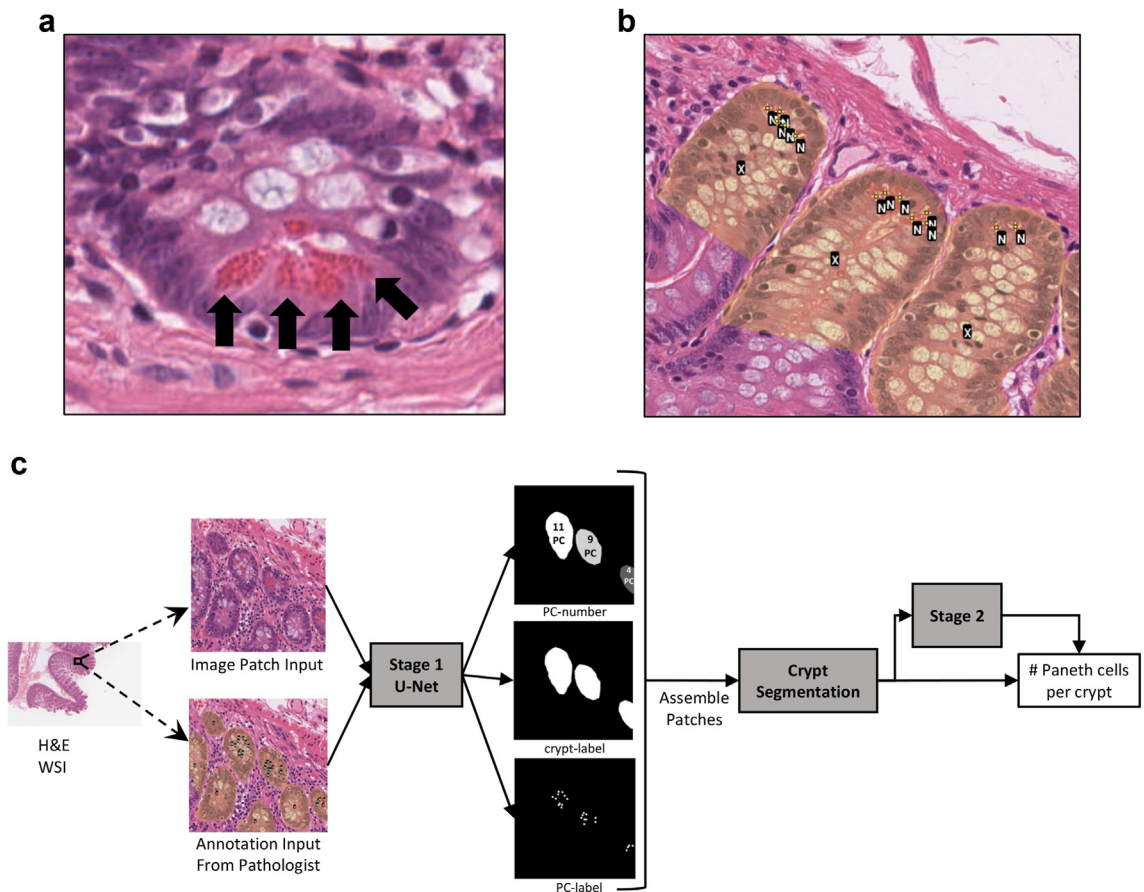 a
b
N
N
N
N
N
X
N
N
N
N
N
N
X
N
N
X
c
H&E
WSI
Image Patch Input
Annotation Input
From Pathologist
Stage 1
U-Net
11
PC
9
PC
4
PC
PC-number
crypt-label
PC-label
Assemble
Patches
Crypt
Segmentation
Stage 2
# Paneth cells
per crypt